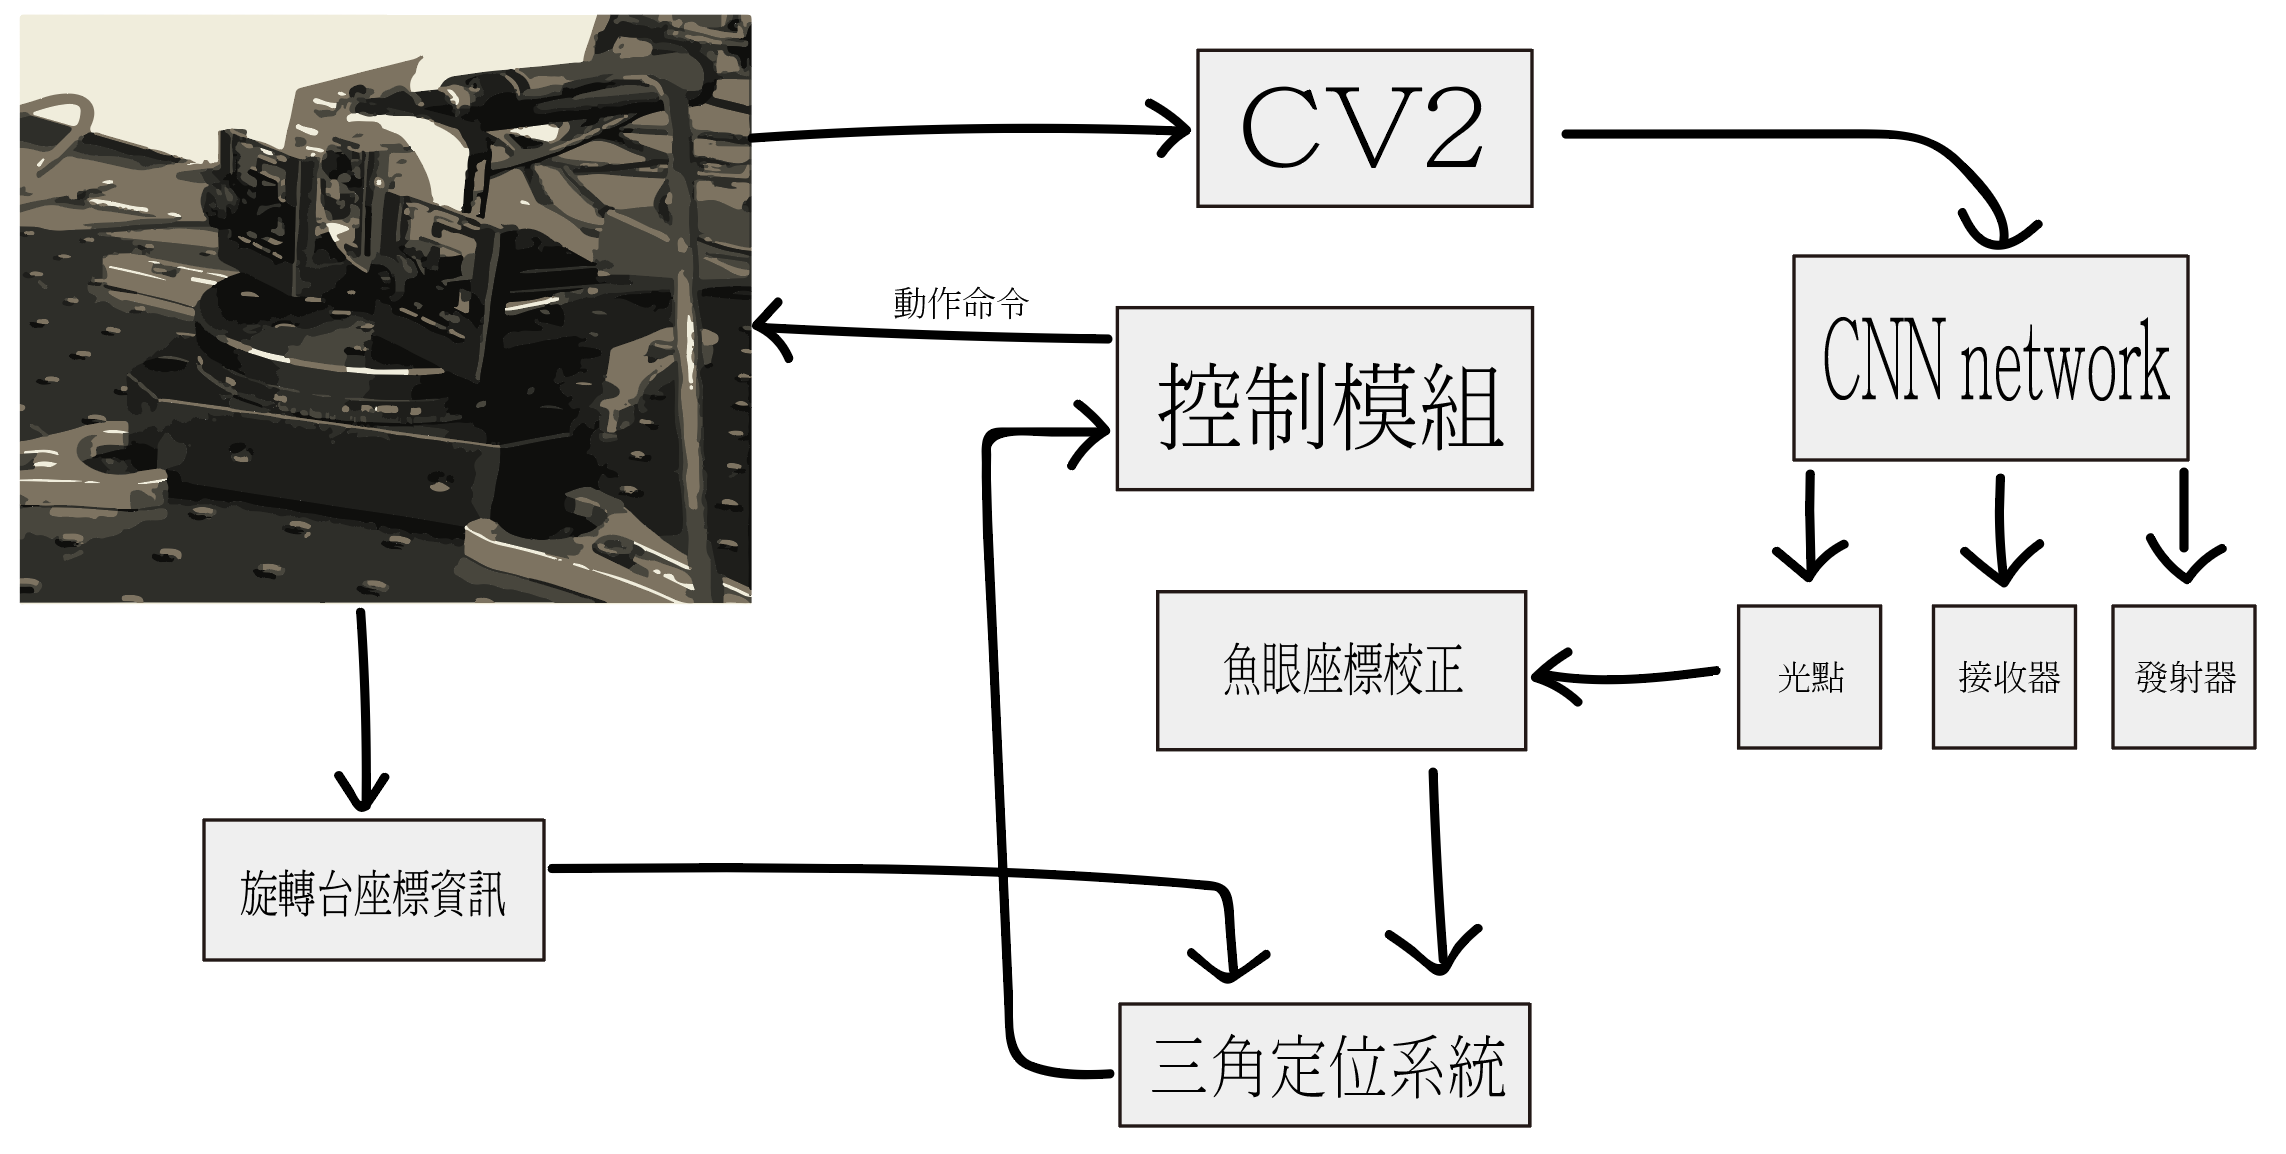 CV2
動作命令
控制模組
CNN network
魚眼座標校正
光點
接收器
發射器
旋轉台座標資訊
三角定位系統